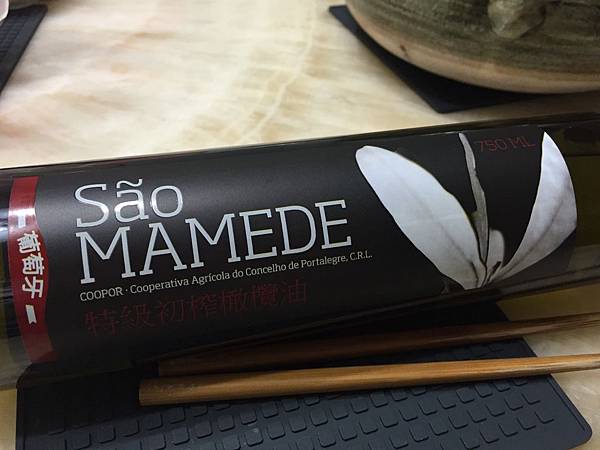 葡萄牙
São
MAMEDE
COOPOR · Cooperativa Agrícola do Concelho de Portalegre, C.R.L.
特級初榨橄欖油
750 ML